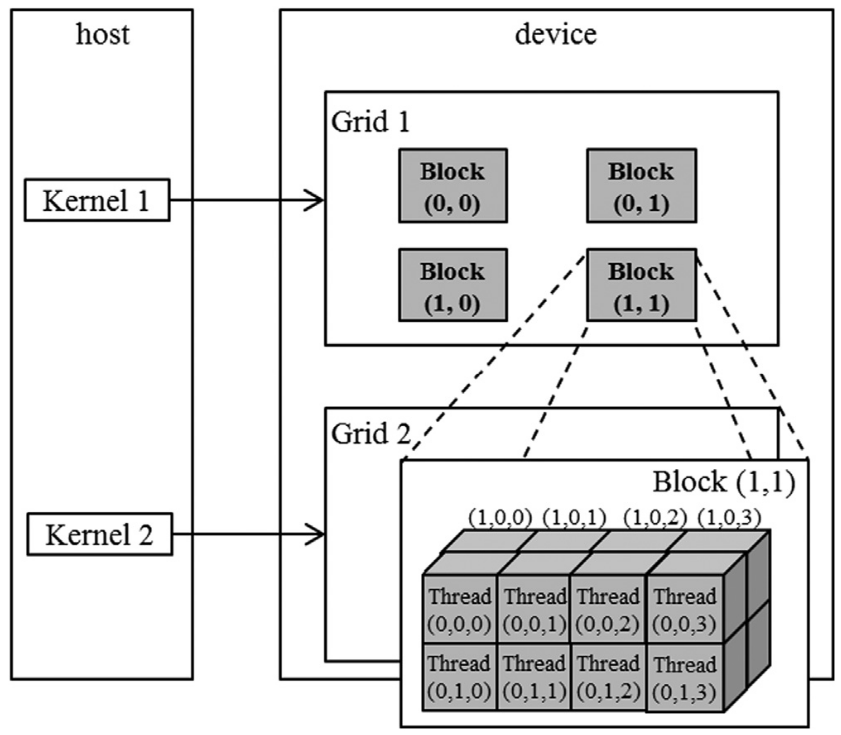 host
device
Grid 1
Block
(0, 0)
Block
(0, 1)
Kernel 1
Block
(1, 0)
Block
(1, 1)
Grid 2
Block (1,1)
Kernel 2
(1,0,0) (1,0,1) (1,0,2) (1,0,3)
Thread
(0,0,0)
Thread
(0,0,1)
Thread
(0,0,2)
Thread
(0,0,3)
Thread
(0,1,0)
Thread
(0,1,1)
Thread
(0,1,2)
Thread
(0,1,3)